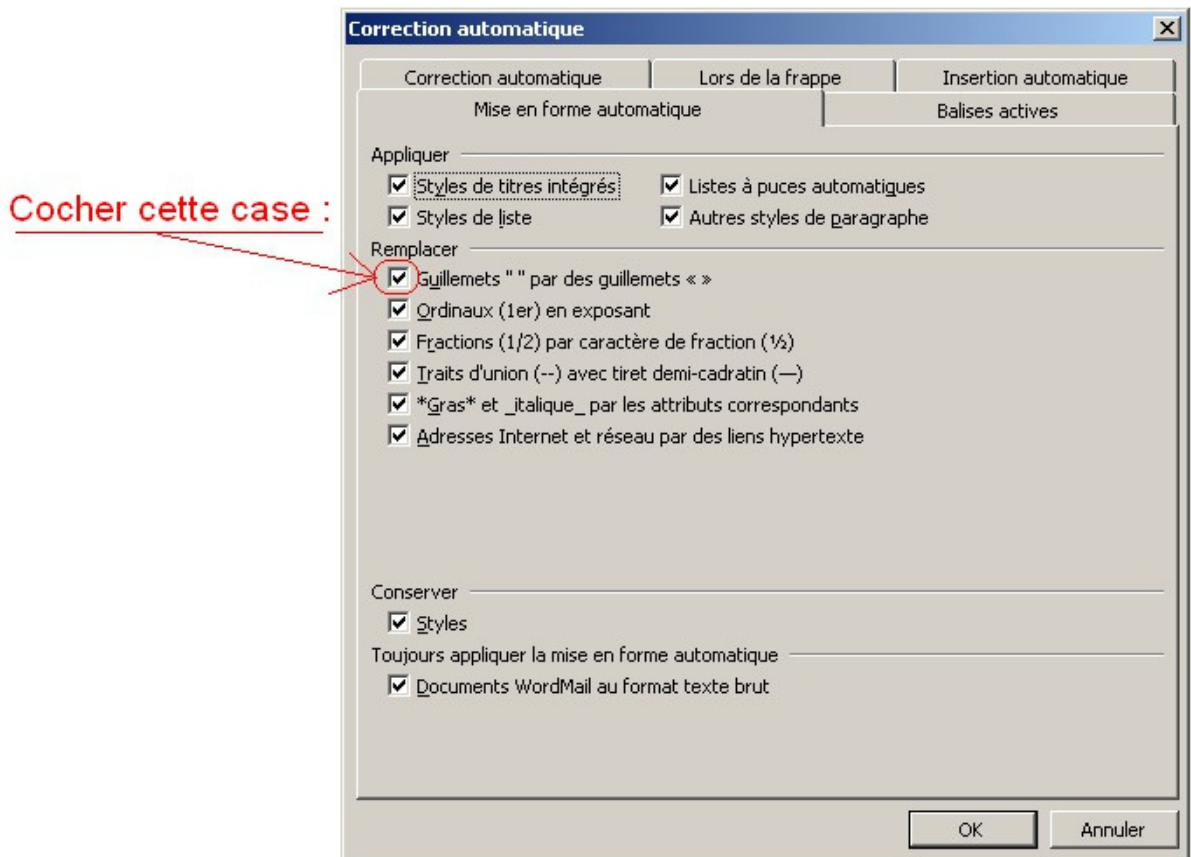 Correction automatique
Correction automatique Lors de la frappe Insertion automatique
Mise en forme automatique Balises actives
Appliquer
Styles de titres intégrés Listes à puces automatiques
Cocher cette case :
Styles de liste Autres styles de paragraphe
Remplacer
Guillemets " " par des guillemets « »
Ordinaux (1er) en exposant
Fractions (1/2) par caractère de fraction (½)
Traits d'union (--) avec tiret demi-cadratin (—)
*Gras* et _italique_ par les attributs correspondants
Adresses Internet et réseau par des liens hypertexte
Conserver
Styles
Toujours appliquer la mise en forme automatique
Documents WordMail au format texte brut
OK Annuler